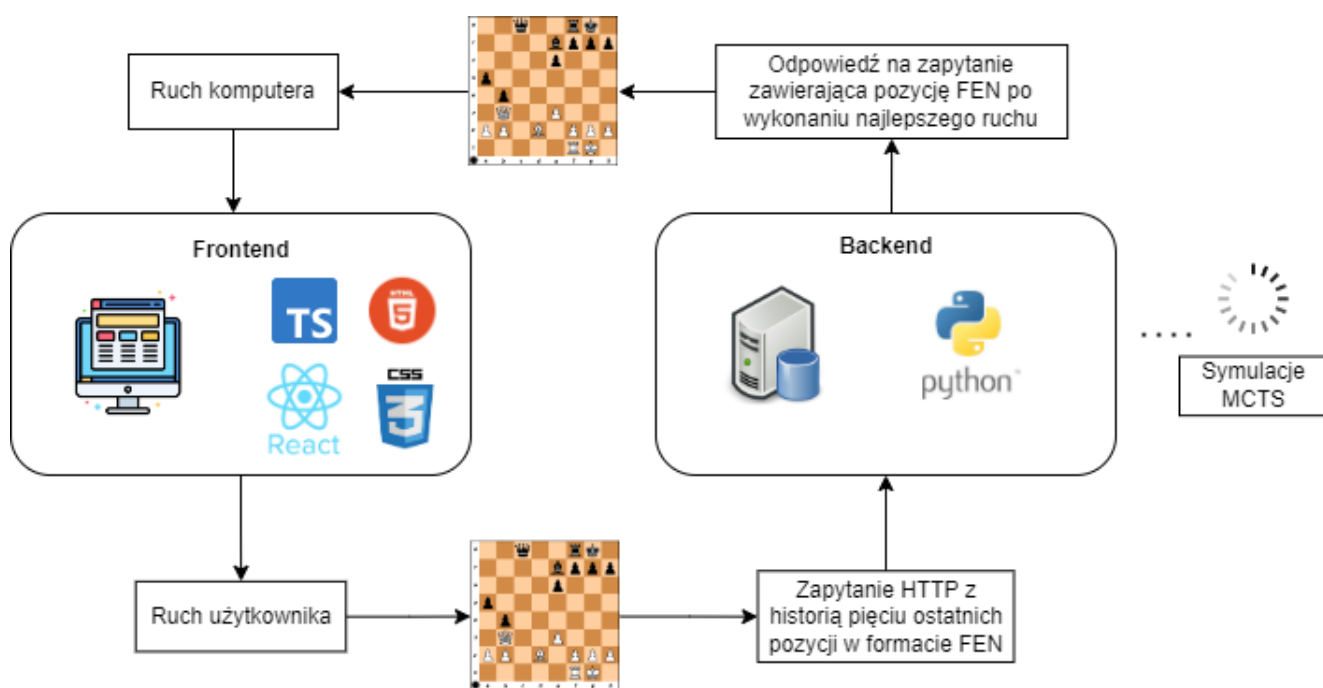 Ruch komputera
Odpowiedź na zapytanie
zawierająca pozycję FEN po
wykonaniu najlepszego ruchu
Frontend
Backend
TS
HTML
5
React
CSS
3
python
....
Symulacje
MCTS
Ruch użytkownika
Zapytanie HTTP z
historią pięciu ostatnich
pozycji w formacie FEN